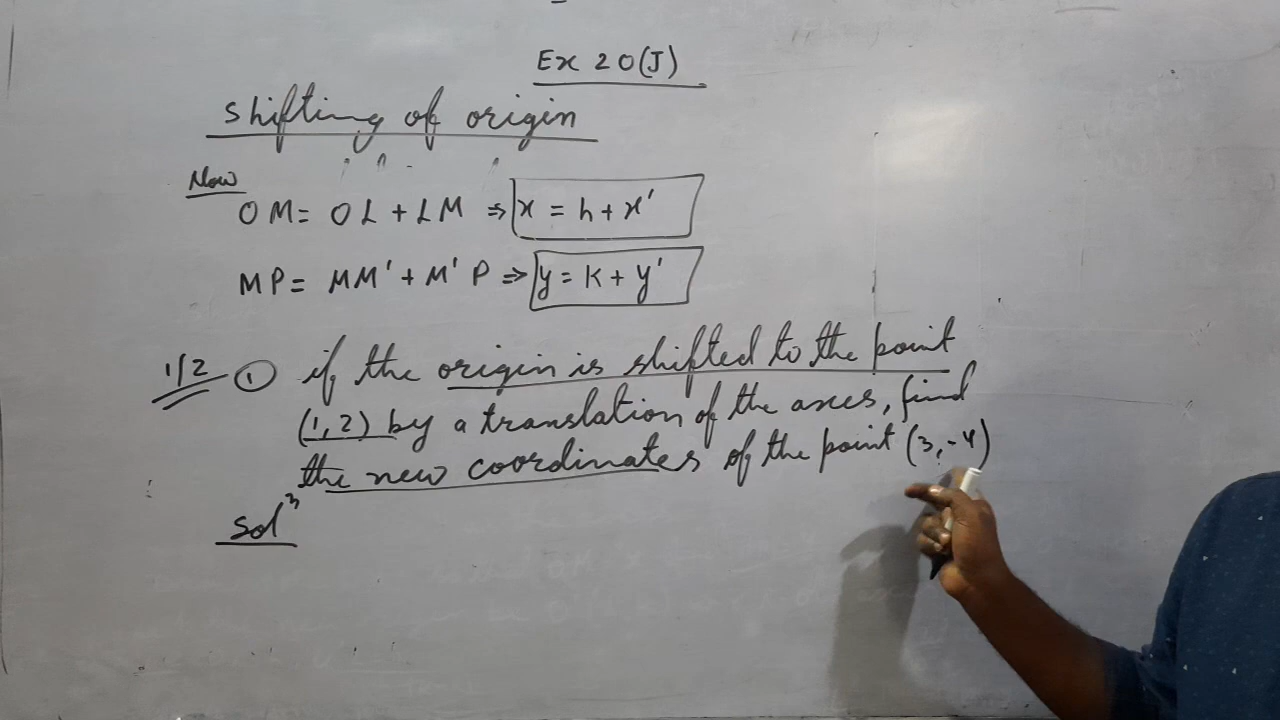 Ex 20(J)
shifting of origin
Now
OM = OL + LM ⇒ x = h + x'
MP = MM' + M'P ⇒ y = k + y'
1/2 ① if the origin is shifted to the point
(1,2) by a translation of the axes, find
the new coordinates of the point (3,-4)
Solⁿ